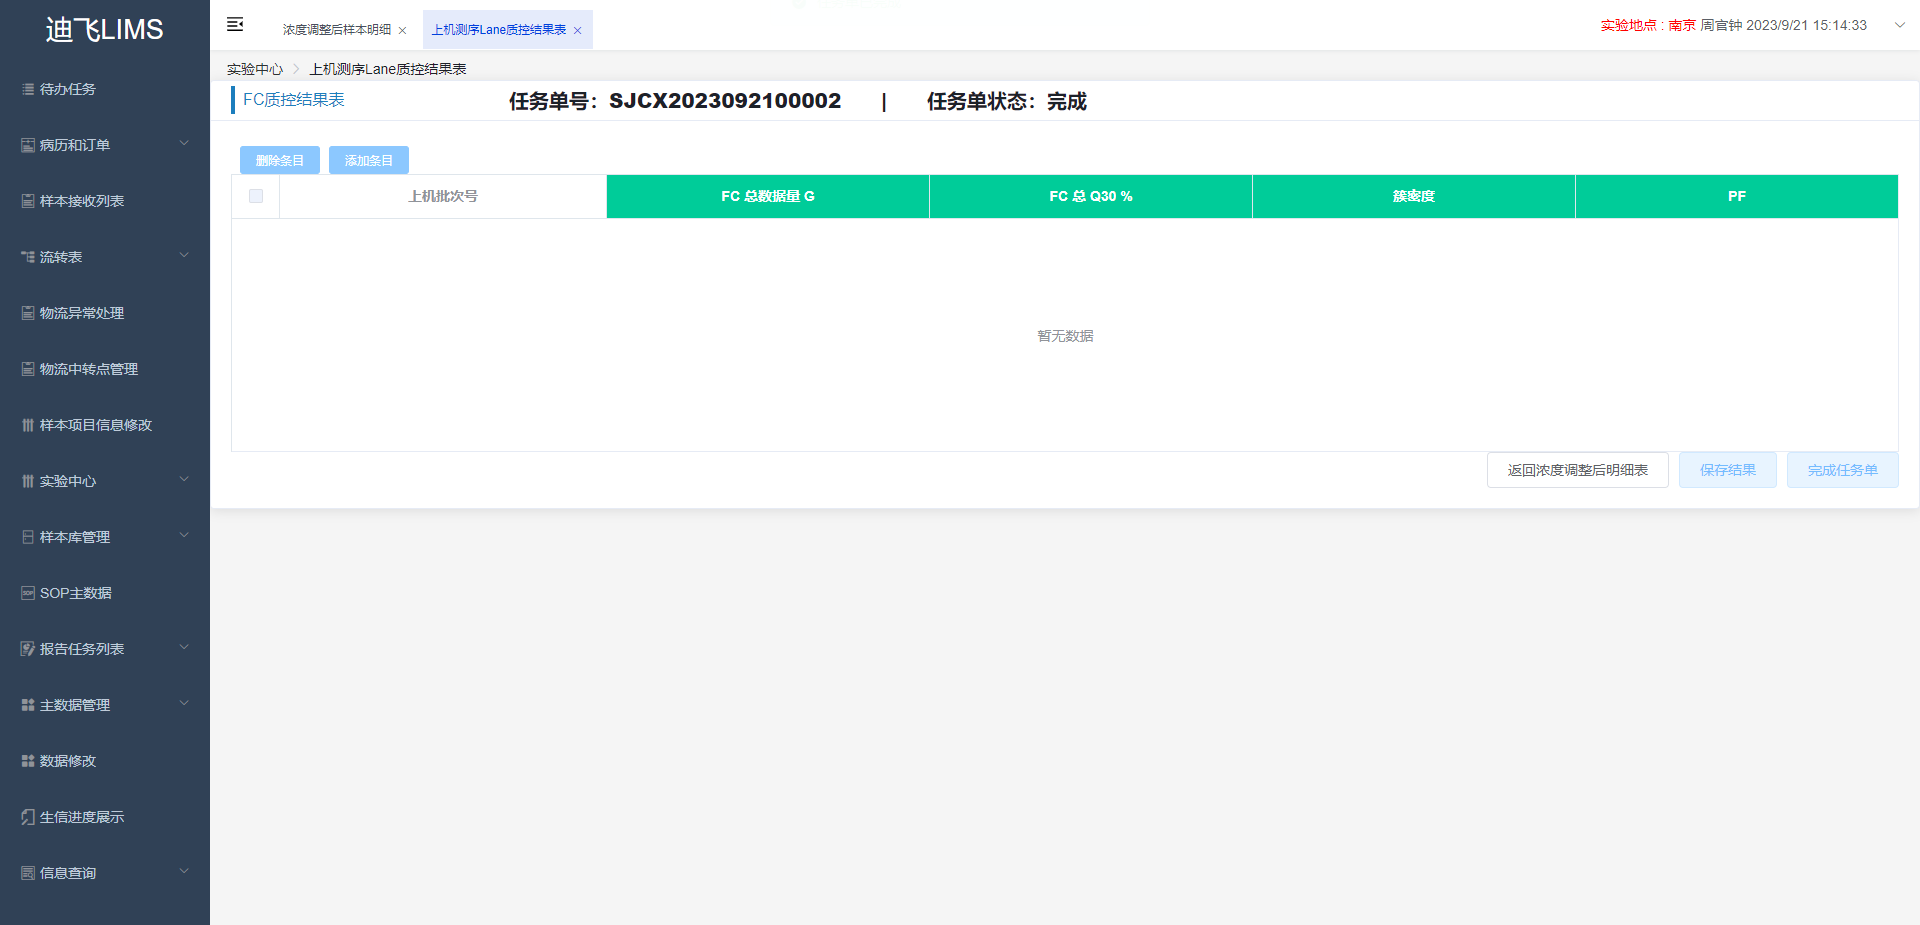 迪飞LIMS
待办任务
病历和订单
样本接收列表
流转表
物流异常处理
物流中转点管理
样本项目信息修改
实验中心
样本库管理
SOP主数据
报告任务列表
主数据管理
数据修改
生信进度展示
信息查询
浓度调整后样本明细
上机测序Lane质控结果表
实验地点 : 南京 周官钟 2023/9/21 15:14:33
实验中心 > 上机测序Lane质控结果表
FC质控结果表
任务单号：SJCX2023092100002 | 任务单状态：完成
删除条目 添加条目
上机批次号 FC 总数据量 G FC 总 Q30 % 簇密度 PF
暂无数据
返回浓度调整后明细表 保存结果 完成任务单